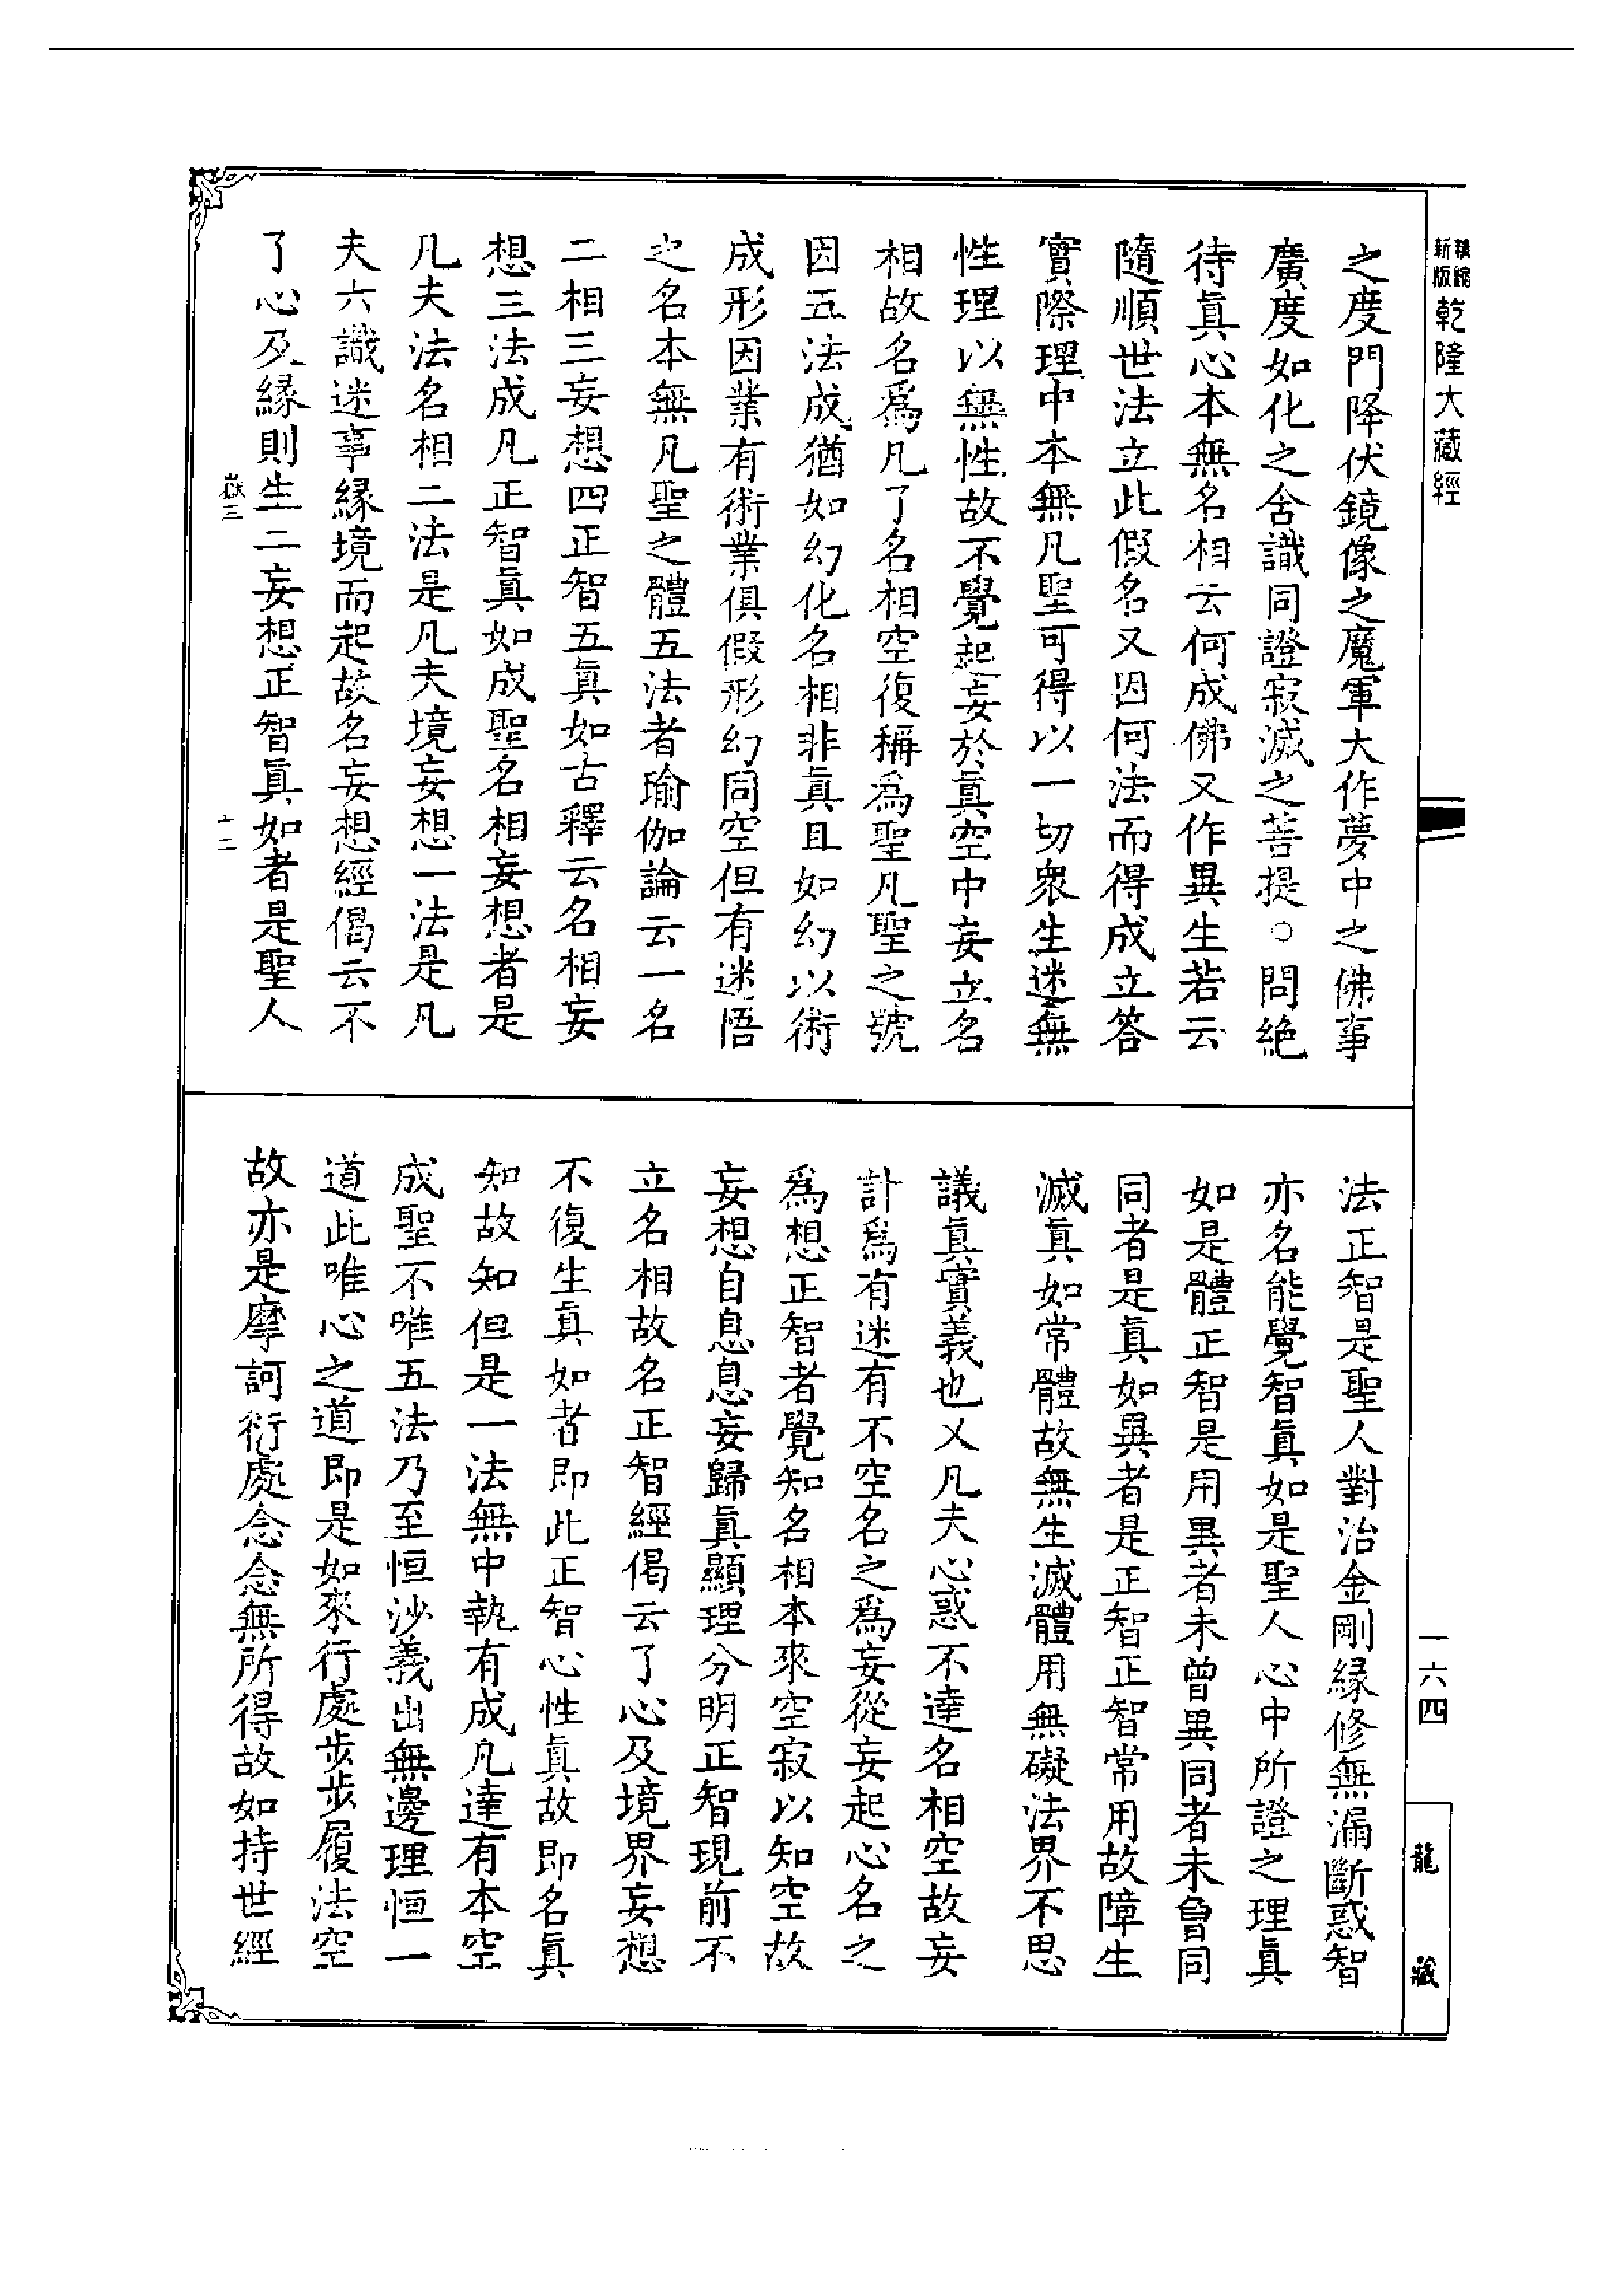 新版精縮乾隆大藏經
之度門降伏鏡像之魔軍大作夢中之佛事
廣度如化之含識同證寂滅之菩提○問絕
待真心本無名相云何成佛又作異生若云
隨順世法立此假名又因何法而得成立答
實際理中本無凡聖可得以一切衆生迷無
性理以無性故不覺起妄於真空中妄立名
相故名爲凡了名相空復稱爲聖凡聖之號
因五法成猶如幻化名相非真且如幻以術
成形因業有術業俱假形幻同空但有迷悟
之名本無凡聖之體五法者瑜伽論云一名
二相三妄想四正智五真如古釋云名相妄
想三法成凡正智真如成聖名相妄想者是
凡夫法名相二法是凡夫境妄想一法是凡
夫六識迷事緣境而起故名妄想經偈云不
了心及緣則生二妄想正智真如者是聖人
嶽三
十二
法正智是聖人對治金剛緣修無漏斷惑智
亦名能覺智真如是聖人心中所證之理真
如是體正智是用異者未曾異同者未曾同
同者是真如異者是正智正智常用故障生
滅真如常體故無生滅體用無礙法界不思
議真實義也又凡夫心惑不達名相空故妄
計爲有迷有不空名之爲妄從妄起心名之
爲想正智者覺知名相本來空寂以知空故
妄想自息息妄歸真顯理分明正智現前不
立名相故名正智經偈云了心及境界妄想
不復生真如者即此正智心性真故即名真
知故知但是一法無中執有成凡達有本空
成聖不唯五法乃至恒沙義出無邊理恒一
道此唯心之道即是如來行處步步履法空
故亦是摩訶衍處念念無所得故如持世經
一六四
龍藏